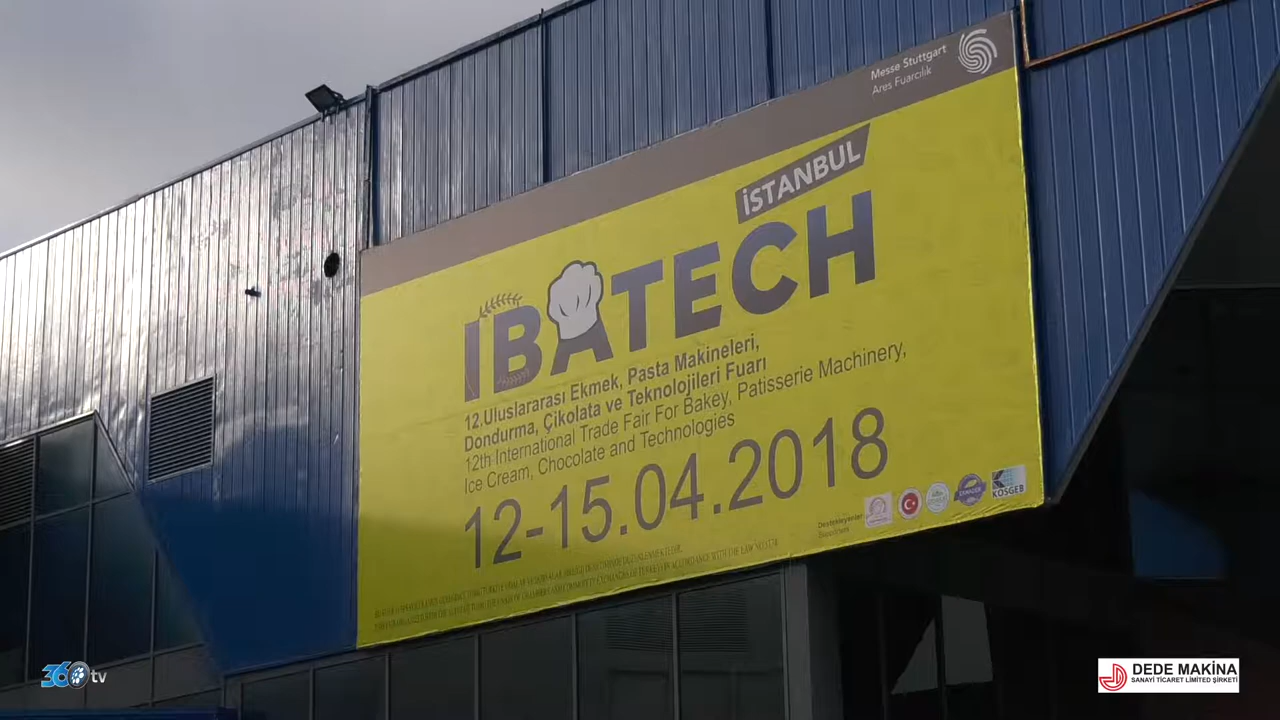 Messe Stuttgart
Ares Fuarcılık
İSTANBUL
IBATECH
12.Uluslararası Ekmek, Pasta Makineleri,
Dondurma, Çikolata ve Teknolojileri Fuarı
12th International Trade Fair For Bakey, Patisserie Machinery,
Ice Cream, Chocolate and Technologies
12-15.04.2018
Destekleyenler
Supporters
KOSGEB
360tv
DEDE MAKİNA
SANAYİ TİCARET LİMİTED ŞİRKETİ